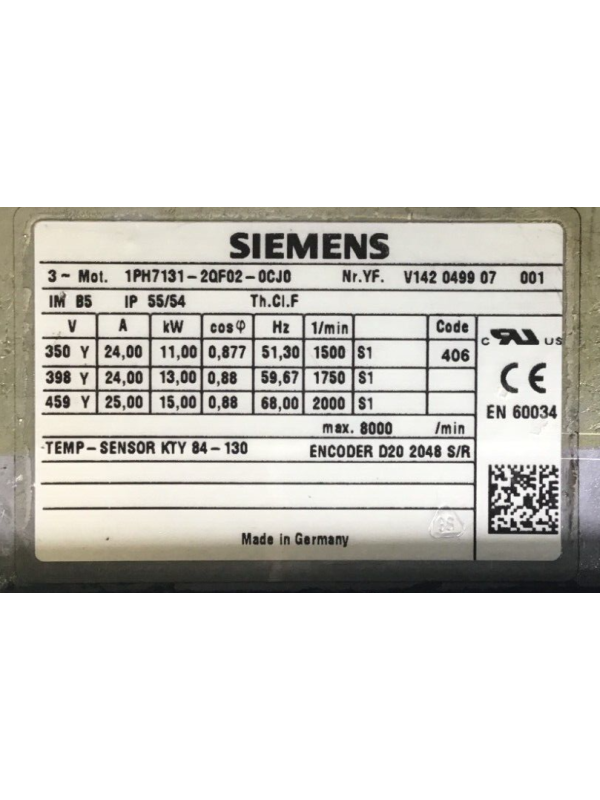 SIEMENS
3 ~ Mot. 1PH7131-2QF02-0CJ0 Nr.YF. V142 0499 07 001
IM B5 IP 55/54 Th.Cl.F
V A kW cosφ Hz 1/min Code
350 Y 24,00 11,00 0,877 51,30 1500 S1 406
398 Y 24,00 13,00 0,88 59,67 1750 S1
459 Y 25,00 15,00 0,88 68,00 2000 S1
max. 8000 /min
TEMP-SENSOR KTY 84-130 ENCODER D20 2048 S/R
Made in Germany
c RU US
CE
EN 60034